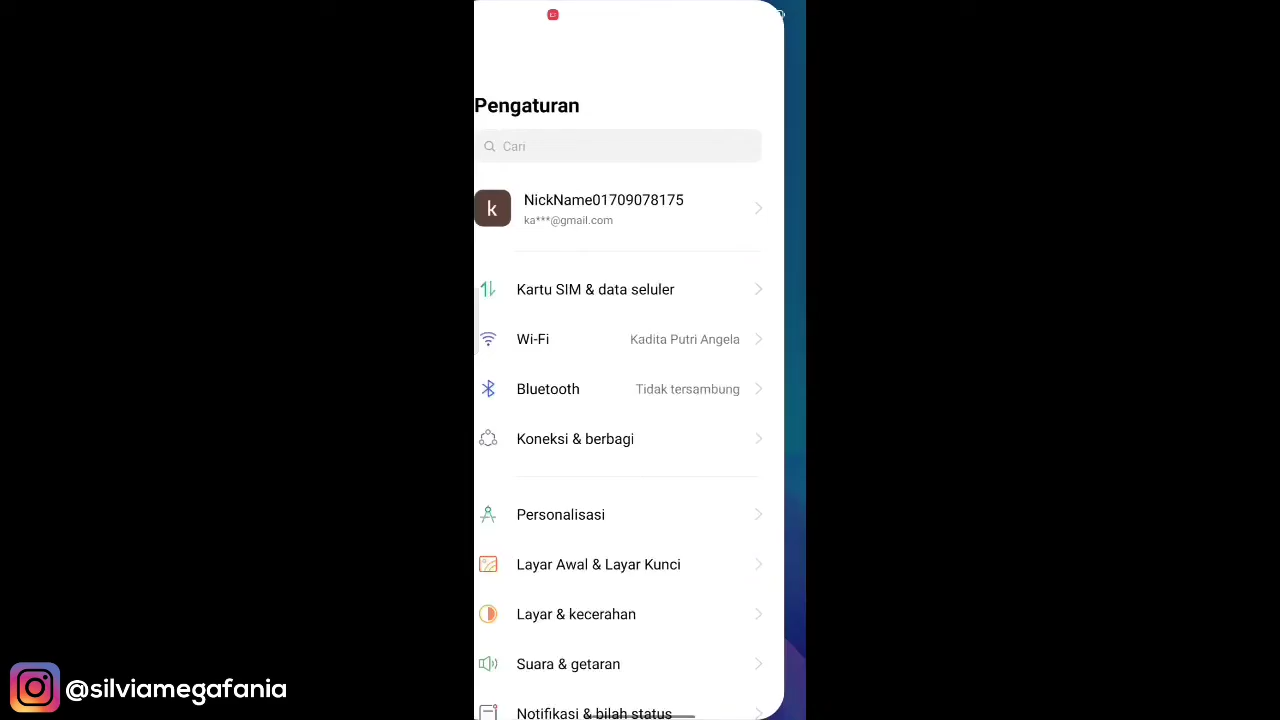 Pengaturan
Cari
k
NickName01709078175
ka***@gmail.com
Kartu SIM & data seluler
Wi-Fi Kadita Putri Angela
Bluetooth Tidak tersambung
Koneksi & berbagi
Personalisasi
Layar Awal & Layar Kunci
Layar & kecerahan
Suara & getaran
Notifikasi & bilah status
@silviamegafania